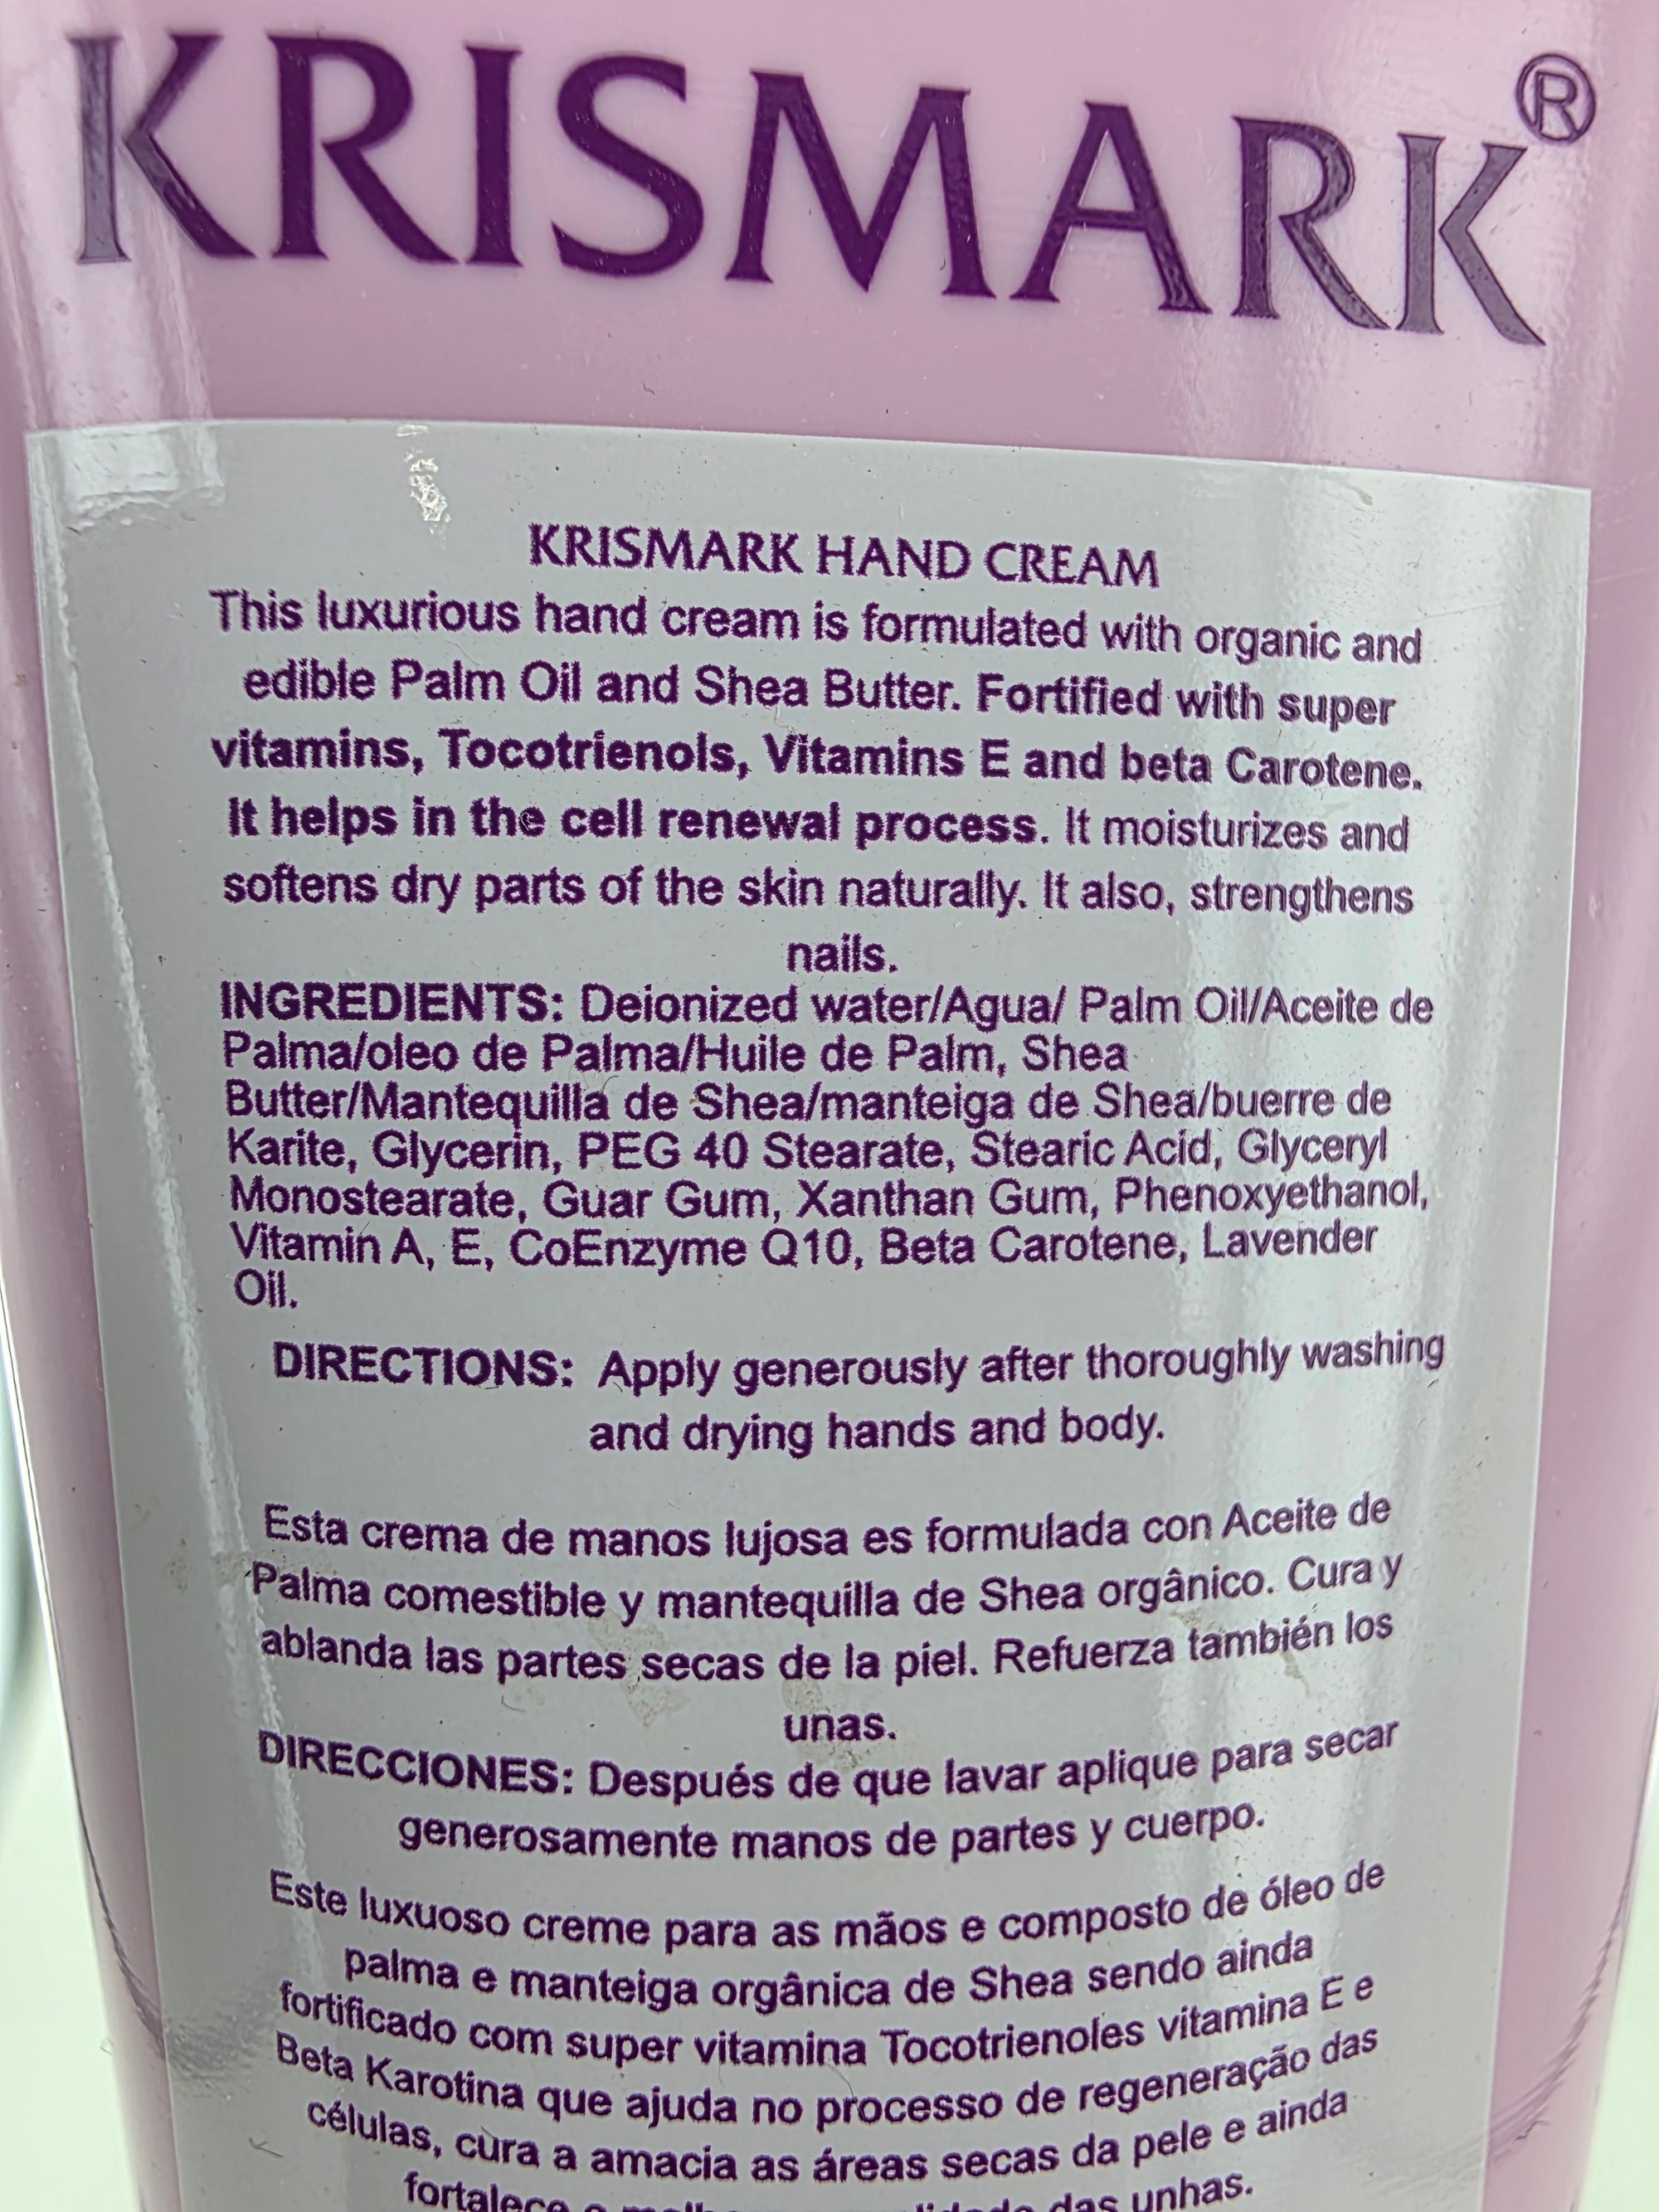 KRISMARK®
KRISMARK HAND CREAM
This luxurious hand cream is formulated with organic and
edible Palm Oil and Shea Butter. Fortified with super
vitamins, Tocotrienols, Vitamins E and beta Carotene.
It helps in the cell renewal process. It moisturizes and
softens dry parts of the skin naturally. It also, strengthens
nails.
INGREDIENTS: Deionized water/Agua/ Palm Oil/Aceite de
Palma/oleo de Palma/Huile de Palm, Shea
Butter/Mantequilla de Shea/manteiga de Shea/buerre de
Karite, Glycerin, PEG 40 Stearate, Stearic Acid, Glyceryl
Monostearate, Guar Gum, Xanthan Gum, Phenoxyethanol,
Vitamin A, E, CoEnzyme Q10, Beta Carotene, Lavender
Oil.
DIRECTIONS: Apply generously after thoroughly washing
and drying hands and body.
Esta crema de manos lujosa es formulada con Aceite de
Palma comestible y mantequilla de Shea orgânico. Cura y
ablanda las partes secas de la piel. Refuerza también los
unas.
DIRECCIONES: Después de que lavar aplique para secar
generosamente manos de partes y cuerpo.
Este luxuoso creme para as mãos e composto de óleo de
palma e manteiga orgânica de Shea sendo ainda
fortificado com super vitamina Tocotrienoles vitamina E e
Beta Karotina que ajuda no processo de regeneração das
células, cura a amacia as áreas secas da pele e ainda
fortalece das unhas.